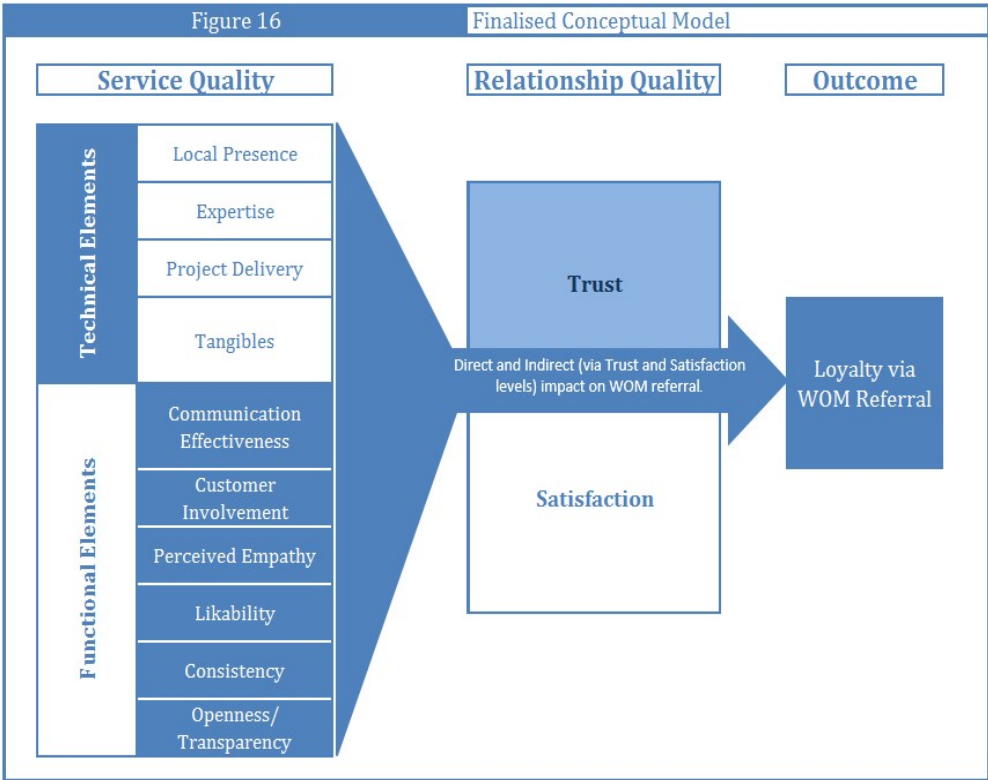 Figure 16
Finalised Conceptual Model
Service Quality
Relationship Quality
Outcome
Technical Elements
Local Presence
Expertise
Project Delivery
Tangibles
Functional Elements
Communication
Effectiveness
Customer
Involvement
Perceived Empathy
Likability
Consistency
Openness/
Transparency
Trust
Direct and Indirect (via Trust and Satisfaction
levels) impact on WOM referral.
Satisfaction
Loyalty via
WOM Referral